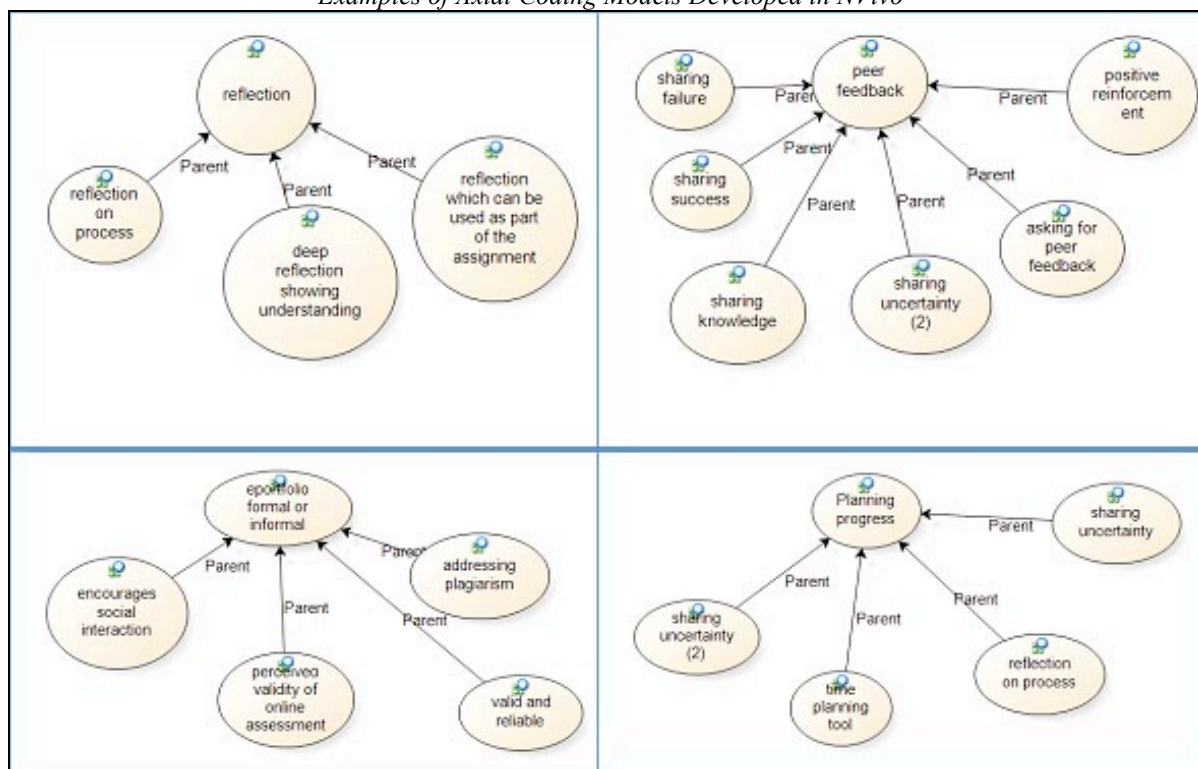 Examples of Axial Coding Models Developed in NVivo
reflection
Parent
Parent
Parent
reflection
on
process
deep
reflection
showing
understanding
reflection
which can be
used as part
of the
assignment
peer
feedback
sharing
failure
Parent
Parent
positive
reinforcem
ent
Parent
sharing
success
Parent
Parent
Parent
asking for
peer
feedback
sharing
knowledge
sharing
uncertainty
(2)
eportfolio
formal or
informal
Parent
Parent
addressing
plagiarism
encourages
social
interaction
Parent
Parent
perceived
validity of
online
assessment
valid and
reliable
Planning
progress
Parent
sharing
uncertainty
Parent
Parent
Parent
sharing
uncertainty
(2)
time
planning
tool
reflection
on process